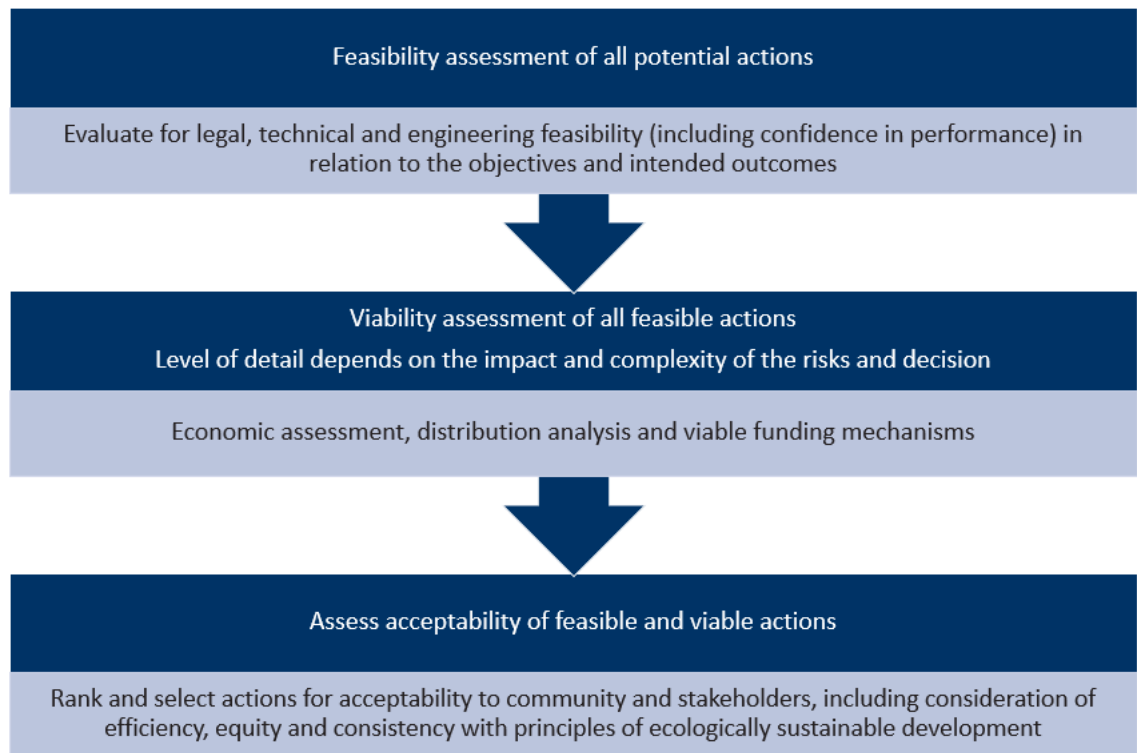 Feasibility assessment of all potential actions
Evaluate for legal, technical and engineering feasibility (including confidence in performance) in
relation to the objectives and intended outcomes
Viability assessment of all feasible actions
Level of detail depends on the impact and complexity of the risks and decision
Economic assessment, distribution analysis and viable funding mechanisms
Assess acceptability of feasible and viable actions
Rank and select actions for acceptability to community and stakeholders, including consideration of
efficiency, equity and consistency with principles of ecologically sustainable development